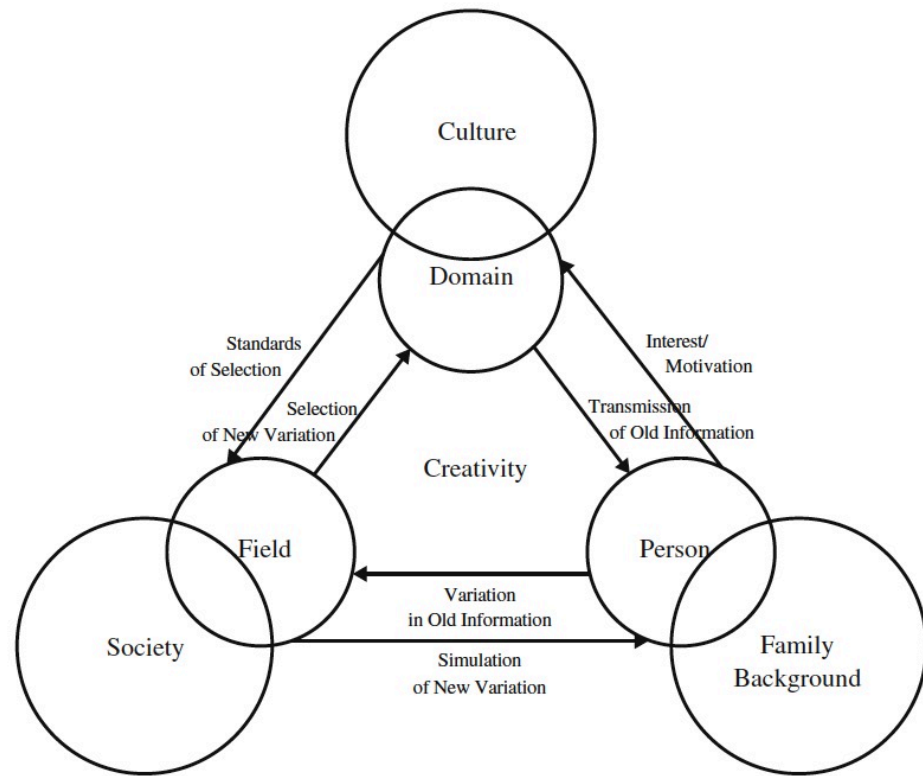 Culture
Domain
Standards
of Selection
Interest/
Motivation
Selection
of New Variation
Transmission
of Old Information
Creativity
Field
Person
Variation
in Old Information
Society
Simulation
of New Variation
Family
Background